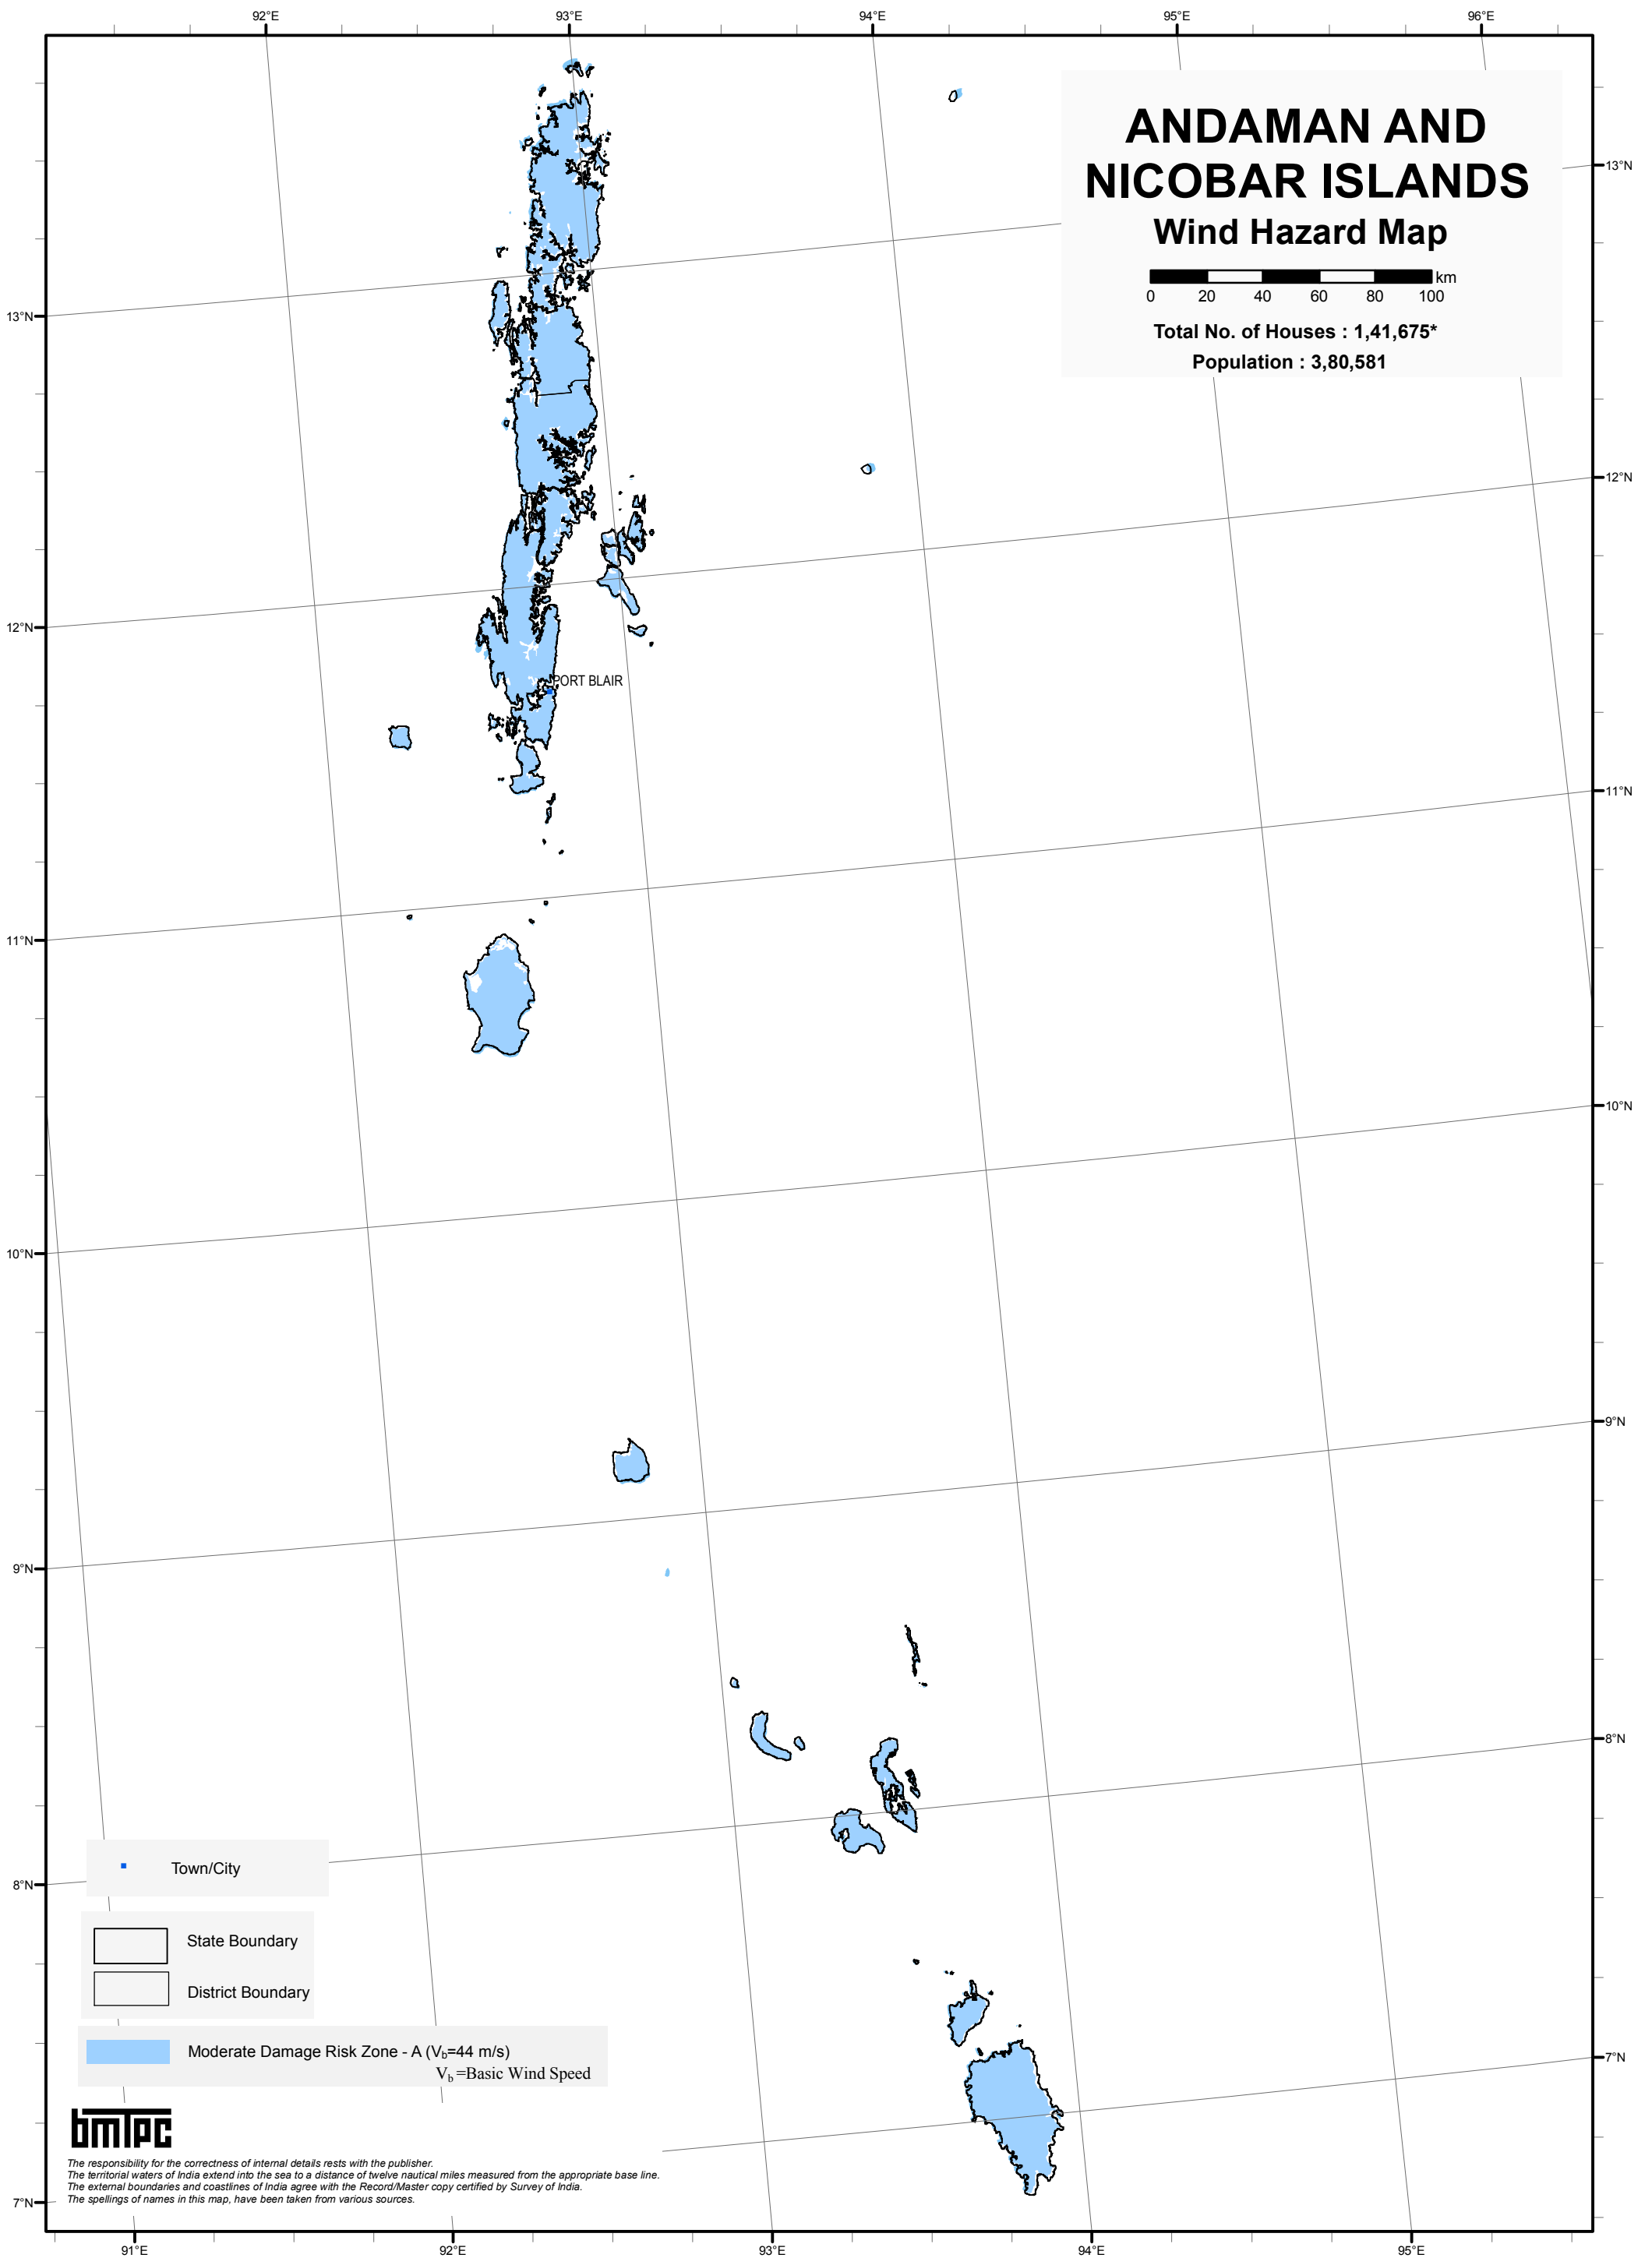 92°E 93°E 94°E 95°E 96°E
ANDAMAN AND
NICOBAR ISLANDS
Wind Hazard Map
km
0 20 40 60 80 100
Total No. of Houses : 1,41,675*
Population : 3,80,581
13°N
13°N
12°N
12°N
PORT BLAIR
11°N
11°N
10°N
10°N
9°N
9°N
8°N
8°N
7°N
7°N
Town/City
State Boundary
District Boundary
Moderate Damage Risk Zone - A (Vb=44 m/s)
Vb =Basic Wind Speed
bmTpc
The responsibility for the correctness of internal details rests with the publisher.
The territorial waters of India extend into the sea to a distance of twelve nautical miles measured from the appropriate base line.
The external boundaries and coastlines of India agree with the Record/Master copy certified by Survey of India.
The spellings of names in this map, have been taken from various sources.
91°E 92°E 93°E 94°E 95°E